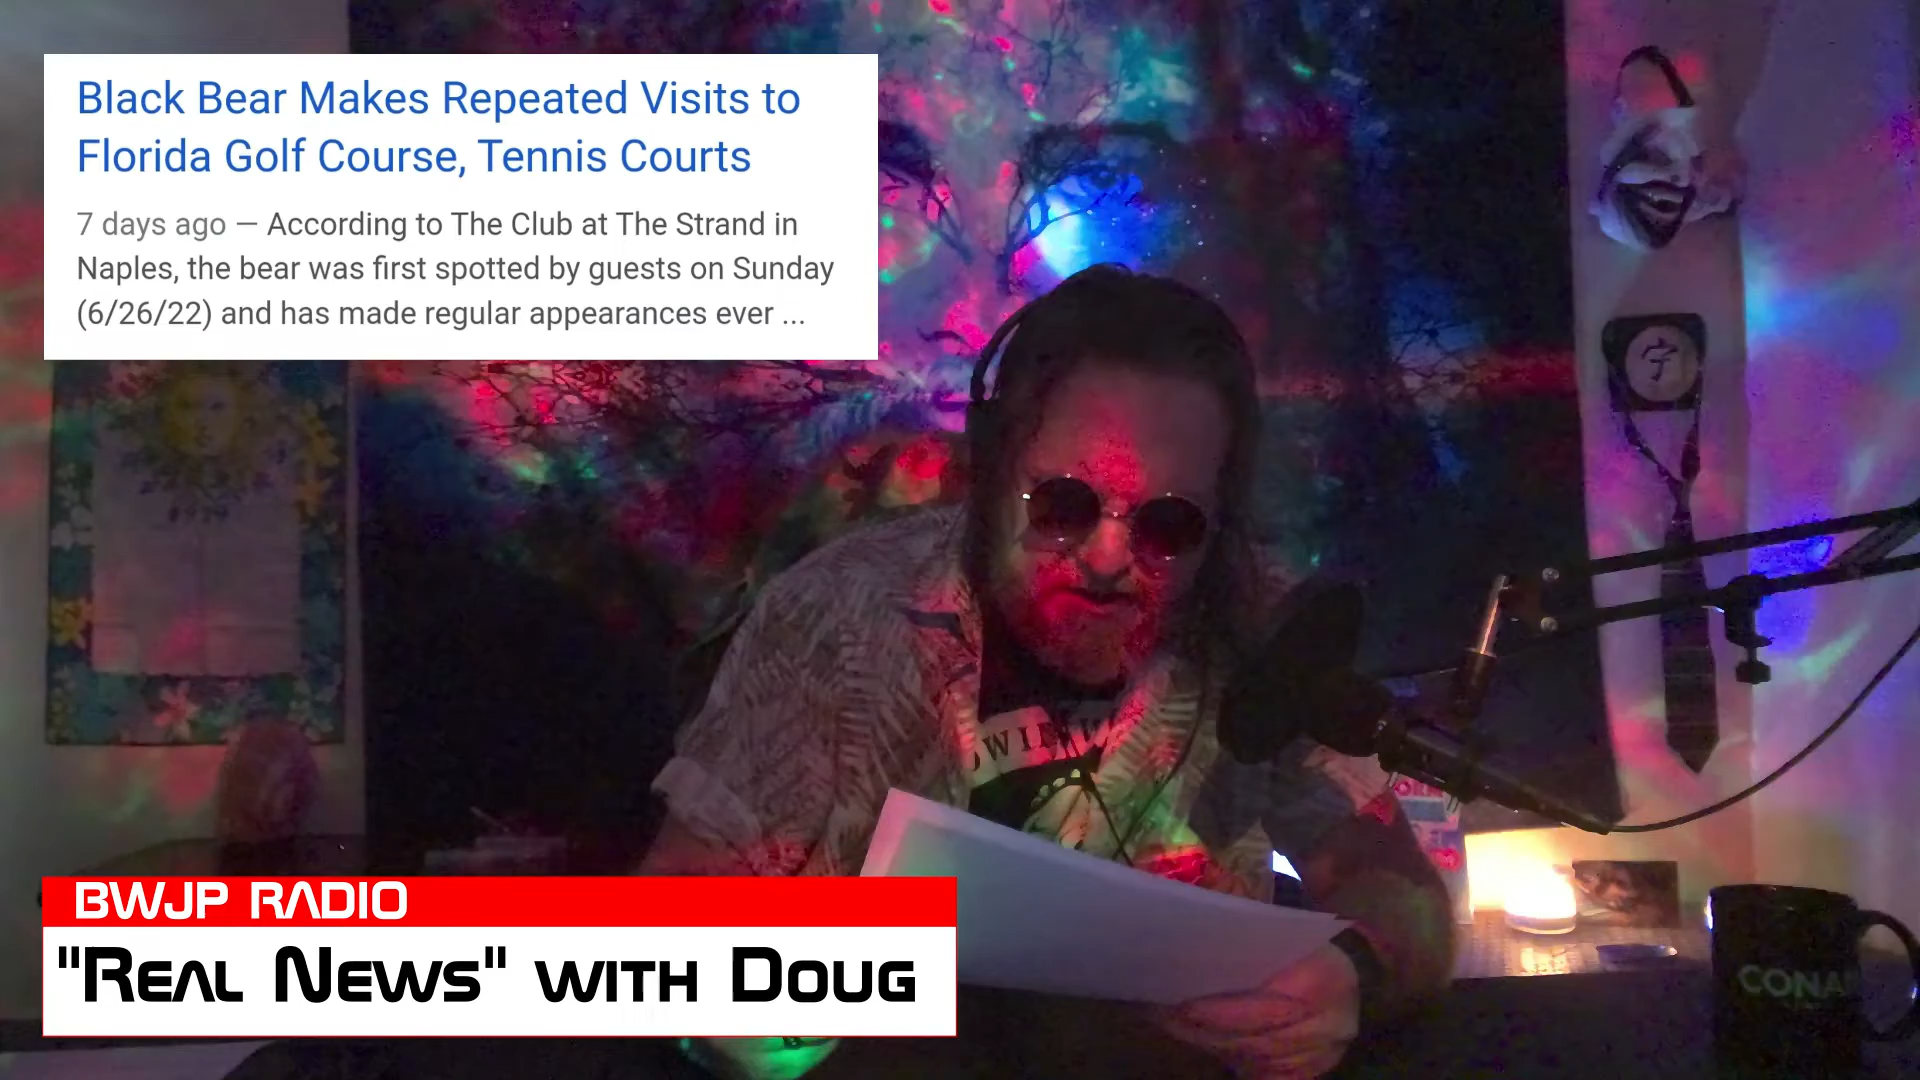 Black Bear Makes Repeated Visits to
Florida Golf Course, Tennis Courts
7 days ago — According to The Club at The Strand in
Naples, the bear was first spotted by guests on Sunday
(6/26/22) and has made regular appearances ever ...
BWJP RADIO
"REAL NEWS" WITH DOUG
CONA